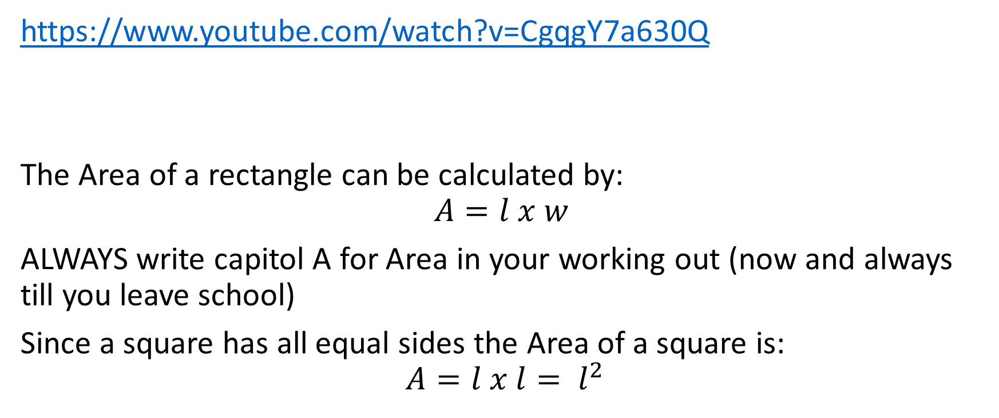 https://www.youtube.com/watch?v=CgqgY7a630Q
The Area of a rectangle can be calculated by:
A = l x w
ALWAYS write capitol A for Area in your working out (now and always
till you leave school)
Since a square has all equal sides the Area of a square is:
A = l x l = l²